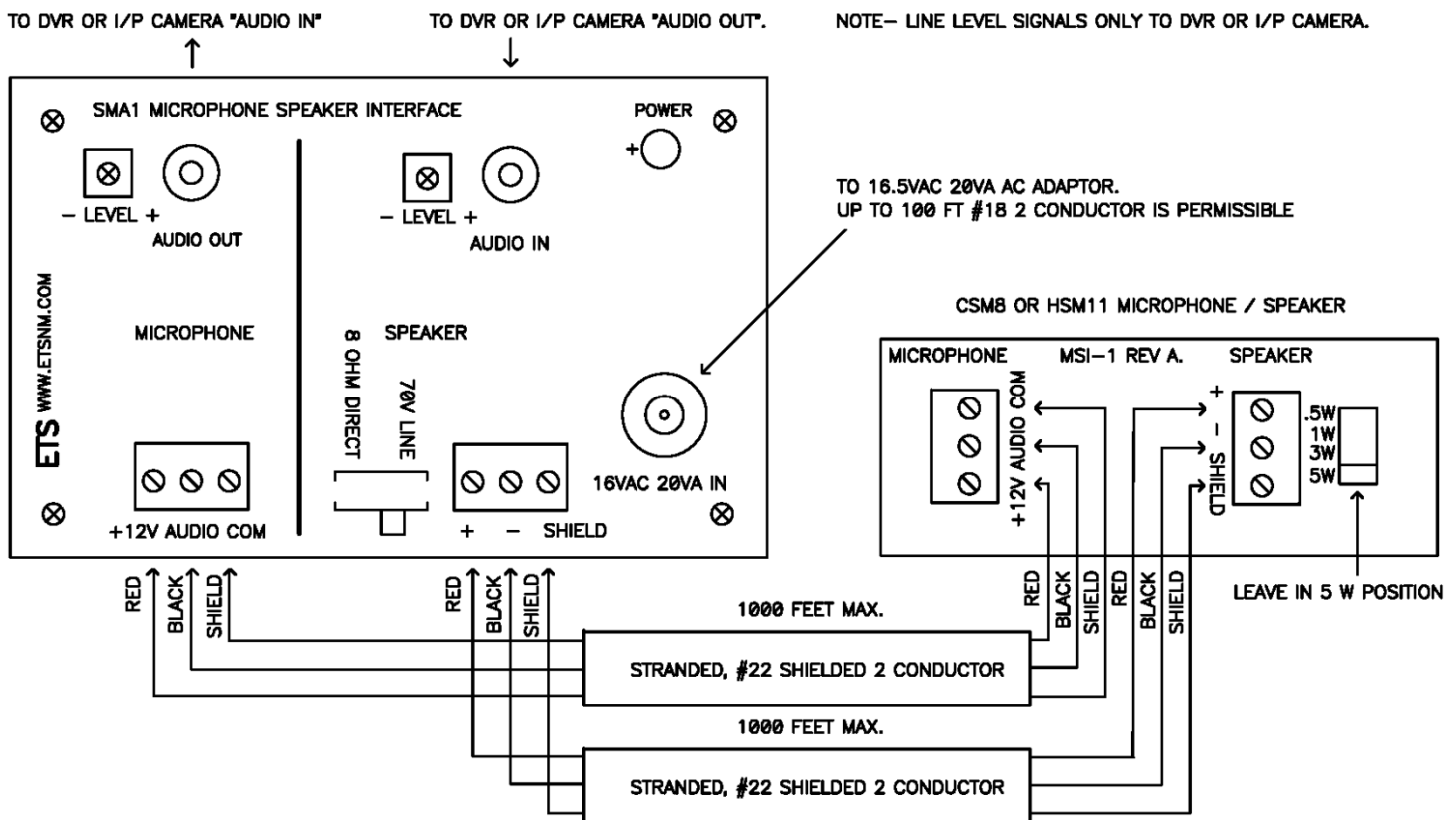 TO DVR OR I/P CAMERA "AUDIO IN"
TO DVR OR I/P CAMERA "AUDIO OUT".
NOTE- LINE LEVEL SIGNALS ONLY TO DVR OR I/P CAMERA.
SMA1 MICROPHONE SPEAKER INTERFACE
POWER
+
- LEVEL +
AUDIO OUT
- LEVEL +
AUDIO IN
TO 16.5VAC 20VA AC ADAPTOR.
UP TO 100 FT #18 2 CONDUCTOR IS PERMISSIBLE
ETS WWW.ETSNM.COM
MICROPHONE
SPEAKER
8 OHM DIRECT
70V LINE
16VAC 20VA IN
+12V AUDIO COM
+ - SHIELD
CSM8 OR HSM11 MICROPHONE / SPEAKER
MICROPHONE
MSI-1 REV A.
SPEAKER
+12V AUDIO COM
+ - SHIELD
.5W
1W
3W
5W
LEAVE IN 5 W POSITION
RED
BLACK
SHIELD
RED
BLACK
SHIELD
RED
BLACK
SHIELD
RED
BLACK
SHIELD
1000 FEET MAX.
STRANDED, #22 SHIELDED 2 CONDUCTOR
1000 FEET MAX.
STRANDED, #22 SHIELDED 2 CONDUCTOR